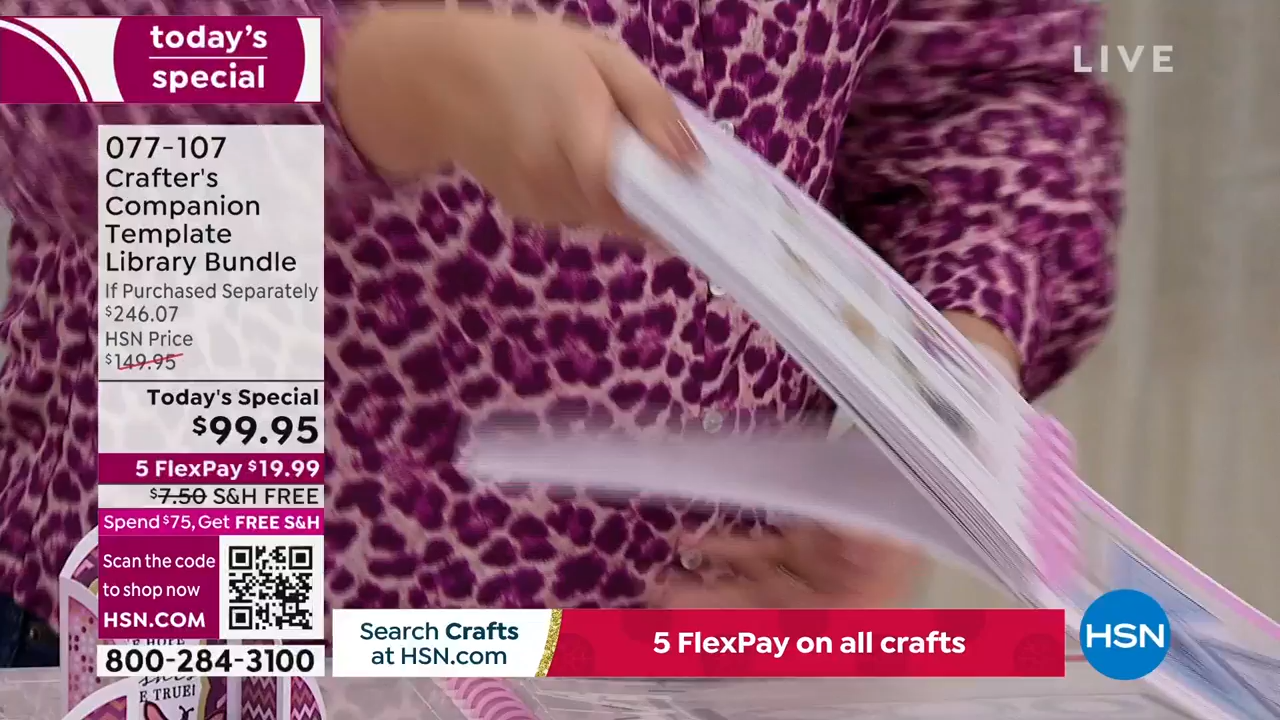 today's
special
LIVE
077-107
Crafter's
Companion
Template
Library Bundle
If Purchased Separately
$246.07
HSN Price
$149.95
Today's Special
$99.95
5 FlexPay $19.99
$7.50 S&H FREE
Spend $75, Get FREE S&H
Scan the code
to shop now
HSN.COM
800-284-3100
Search Crafts
at HSN.com
5 FlexPay on all crafts
HSN
E TRUE!